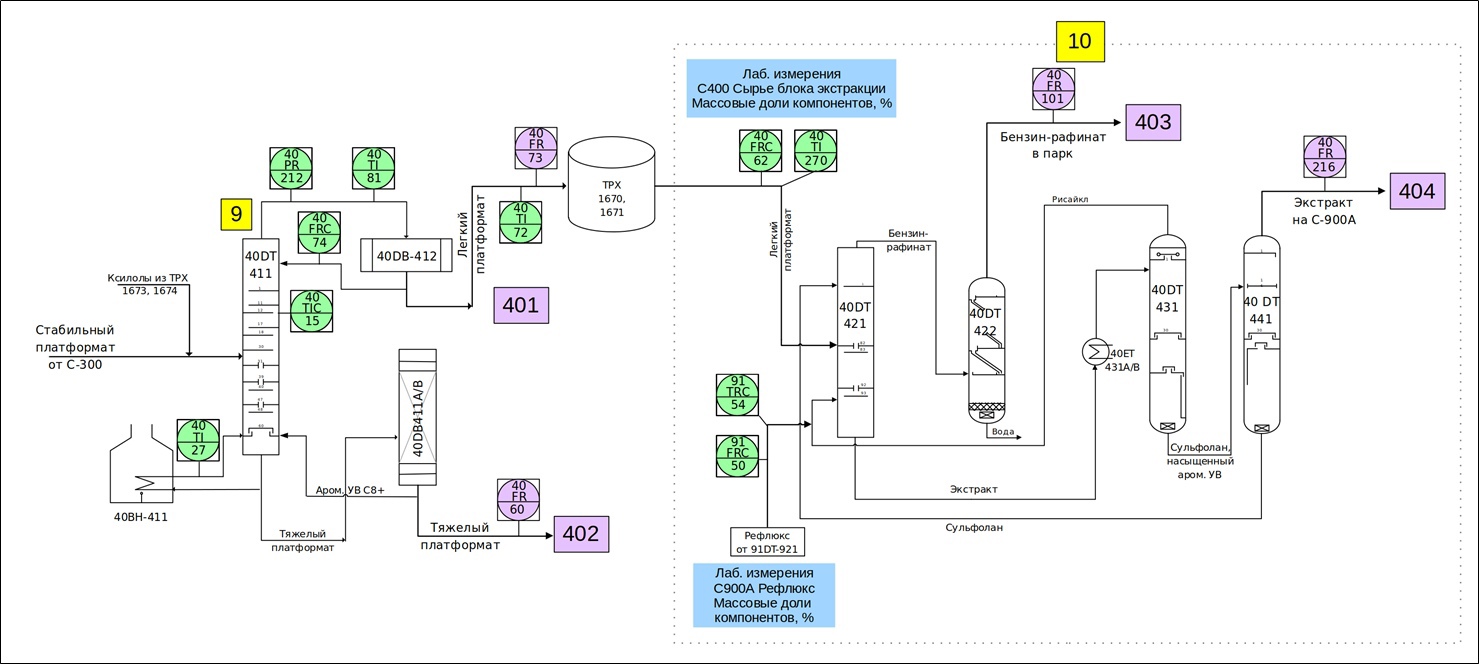 10
Лаб. измерения
С400 Сырье блока экстракции
Массовые доли компонентов, %
40
FR
101
403
Бензин-рафинат
в парк
40
FR
73
40
FRC
62
40
TI
270
40
FR
216
404
Экстракт
на С-900А
40
PR
212
40
TI
81
ТРХ
1670,
1671
9
40
FRC
74
40
TI
72
Легкий
платформат
Рисайкл
40DT
411
40DB-412
401
Легкий
платформат
Бензин-
рафинат
Ксилолы из ТРХ
1673, 1674
40
TIC
15
Стабильный
платформат
от С-300
40DT
421
40DT
422
40DT
431
40 DT
441
40ET
431A/B
40DB411A/B
91
TRC
54
91
FRC
50
Вода
40
TI
27
Сульфолан,
насыщенный
аром. УВ
Аром. УВ С8+
40
FR
60
Экстракт
40BH-411
Тяжелый
платформат
Тяжелый
платформат
402
Сульфолан
Рефлюкс
от 91DT-921
Лаб. измерения
С900А Рефлюкс
Массовые доли
компонентов, %